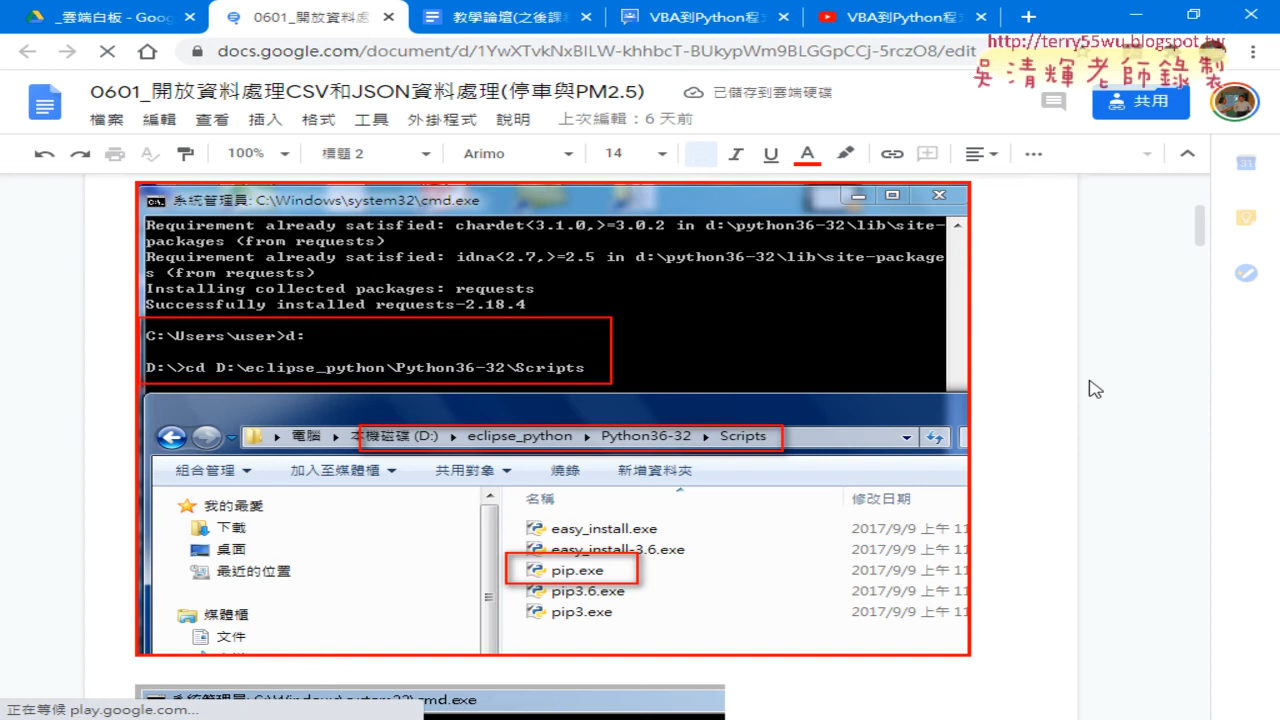 _雲端白板 - Goog
0601_開放資料處
教學論壇(之後課
VBA到Python程
VBA到Python程
docs.google.com/document/d/1YwXTvkNxBILW-khhbcT-BUkypWm9BLGGpCCj-5rczO8/edit
http://terry55wu.blogspot.tw
吳清輝老師錄製
0601_開放資料處理CSV和JSON資料處理(停車與PM2.5)
已儲存到雲端硬碟
共用
檔案 編輯 查看 插入 格式 工具 外掛程式 說明 上次編輯：6 天前
100% 標題 2 Arimo 14
系統管理員: C:\Windows\system32\cmd.exe
Requirement already satisfied: chardet<3.1.0,>=3.0.2 in d:\python36-32\lib\site-
packages (from requests)
Requirement already satisfied: idna<2.7,>=2.5 in d:\python36-32\lib\site-package
s (from requests)
Installing collected packages: requests
Successfully installed requests-2.18.4
C:\Users\user>d:
D:\>cd D:\eclipse_python\Python36-32\Scripts
電腦 本機磁碟 (D:) eclipse_python Python36-32 Scripts
組合管理 加入至媒體櫃 共用對象 燒錄 新增資料夾
我的最愛
下載
桌面
最近的位置
媒體櫃
文件
名稱 修改日期
easy_install.exe 2017/9/9 上午 11
easy_install-3.6.exe 2017/9/9 上午 11
pip.exe 2017/9/9 上午 11
pip3.6.exe 2017/9/9 上午 11
pip3.exe 2017/9/9 上午 11
系統管理員: C:\Windows\system32\cmd.exe
正在等候 play.google.com...